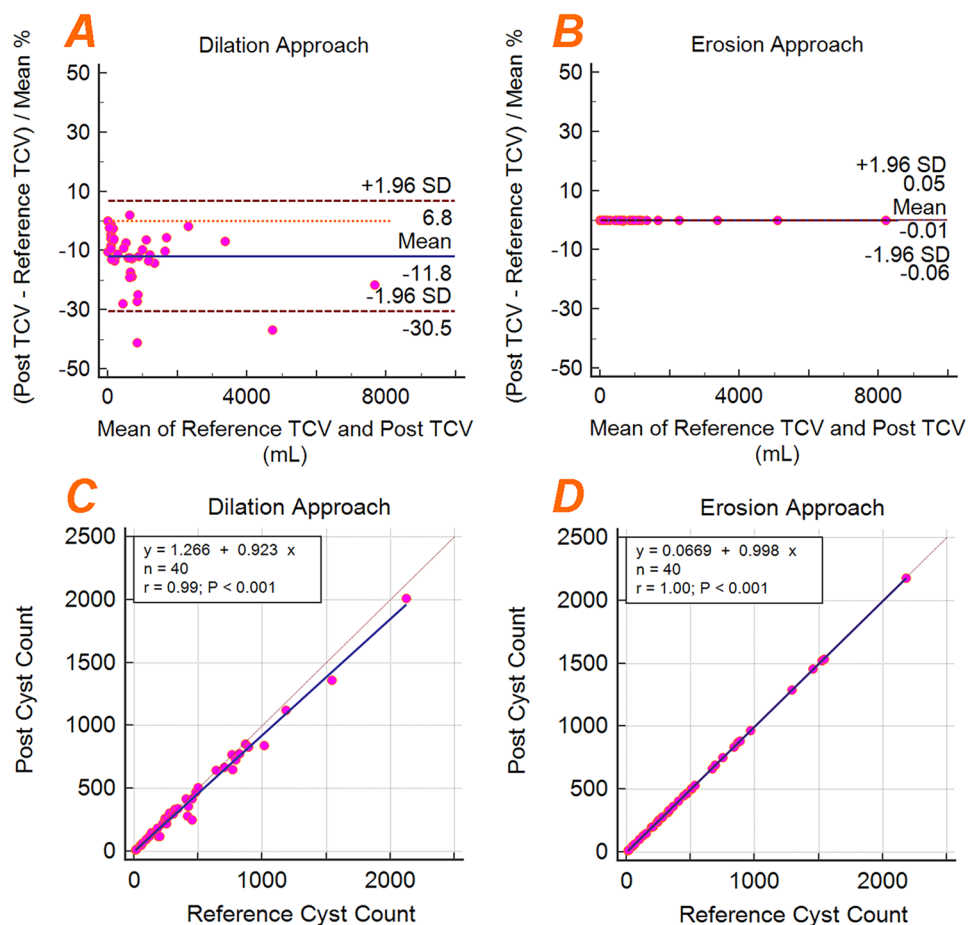 A
Dilation Approach
(Post TCV - Reference TCV) / Mean %
50
30
10
-10
-30
-50
+1.96 SD
6.8
Mean
-11.8
-1.96 SD
-30.5
0
4000
8000
Mean of Reference TCV and Post TCV
(mL)
B
Erosion Approach
(Post TCV - Reference TCV) / Mean %
50
30
10
-10
-30
-50
+1.96 SD
0.05
Mean
-0.01
-1.96 SD
-0.06
0
4000
8000
Mean of Reference TCV and Post TCV
(mL)
C
Dilation Approach
Post Cyst Count
2500
2000
1500
1000
500
0
y = 1.266 + 0.923 x
n = 40
r = 0.99; P < 0.001
0
1000
2000
Reference Cyst Count
D
Erosion Approach
Post Cyst Count
2500
2000
1500
1000
500
0
y = 0.0669 + 0.998 x
n = 40
r = 1.00; P < 0.001
0
1000
2000
Reference Cyst Count